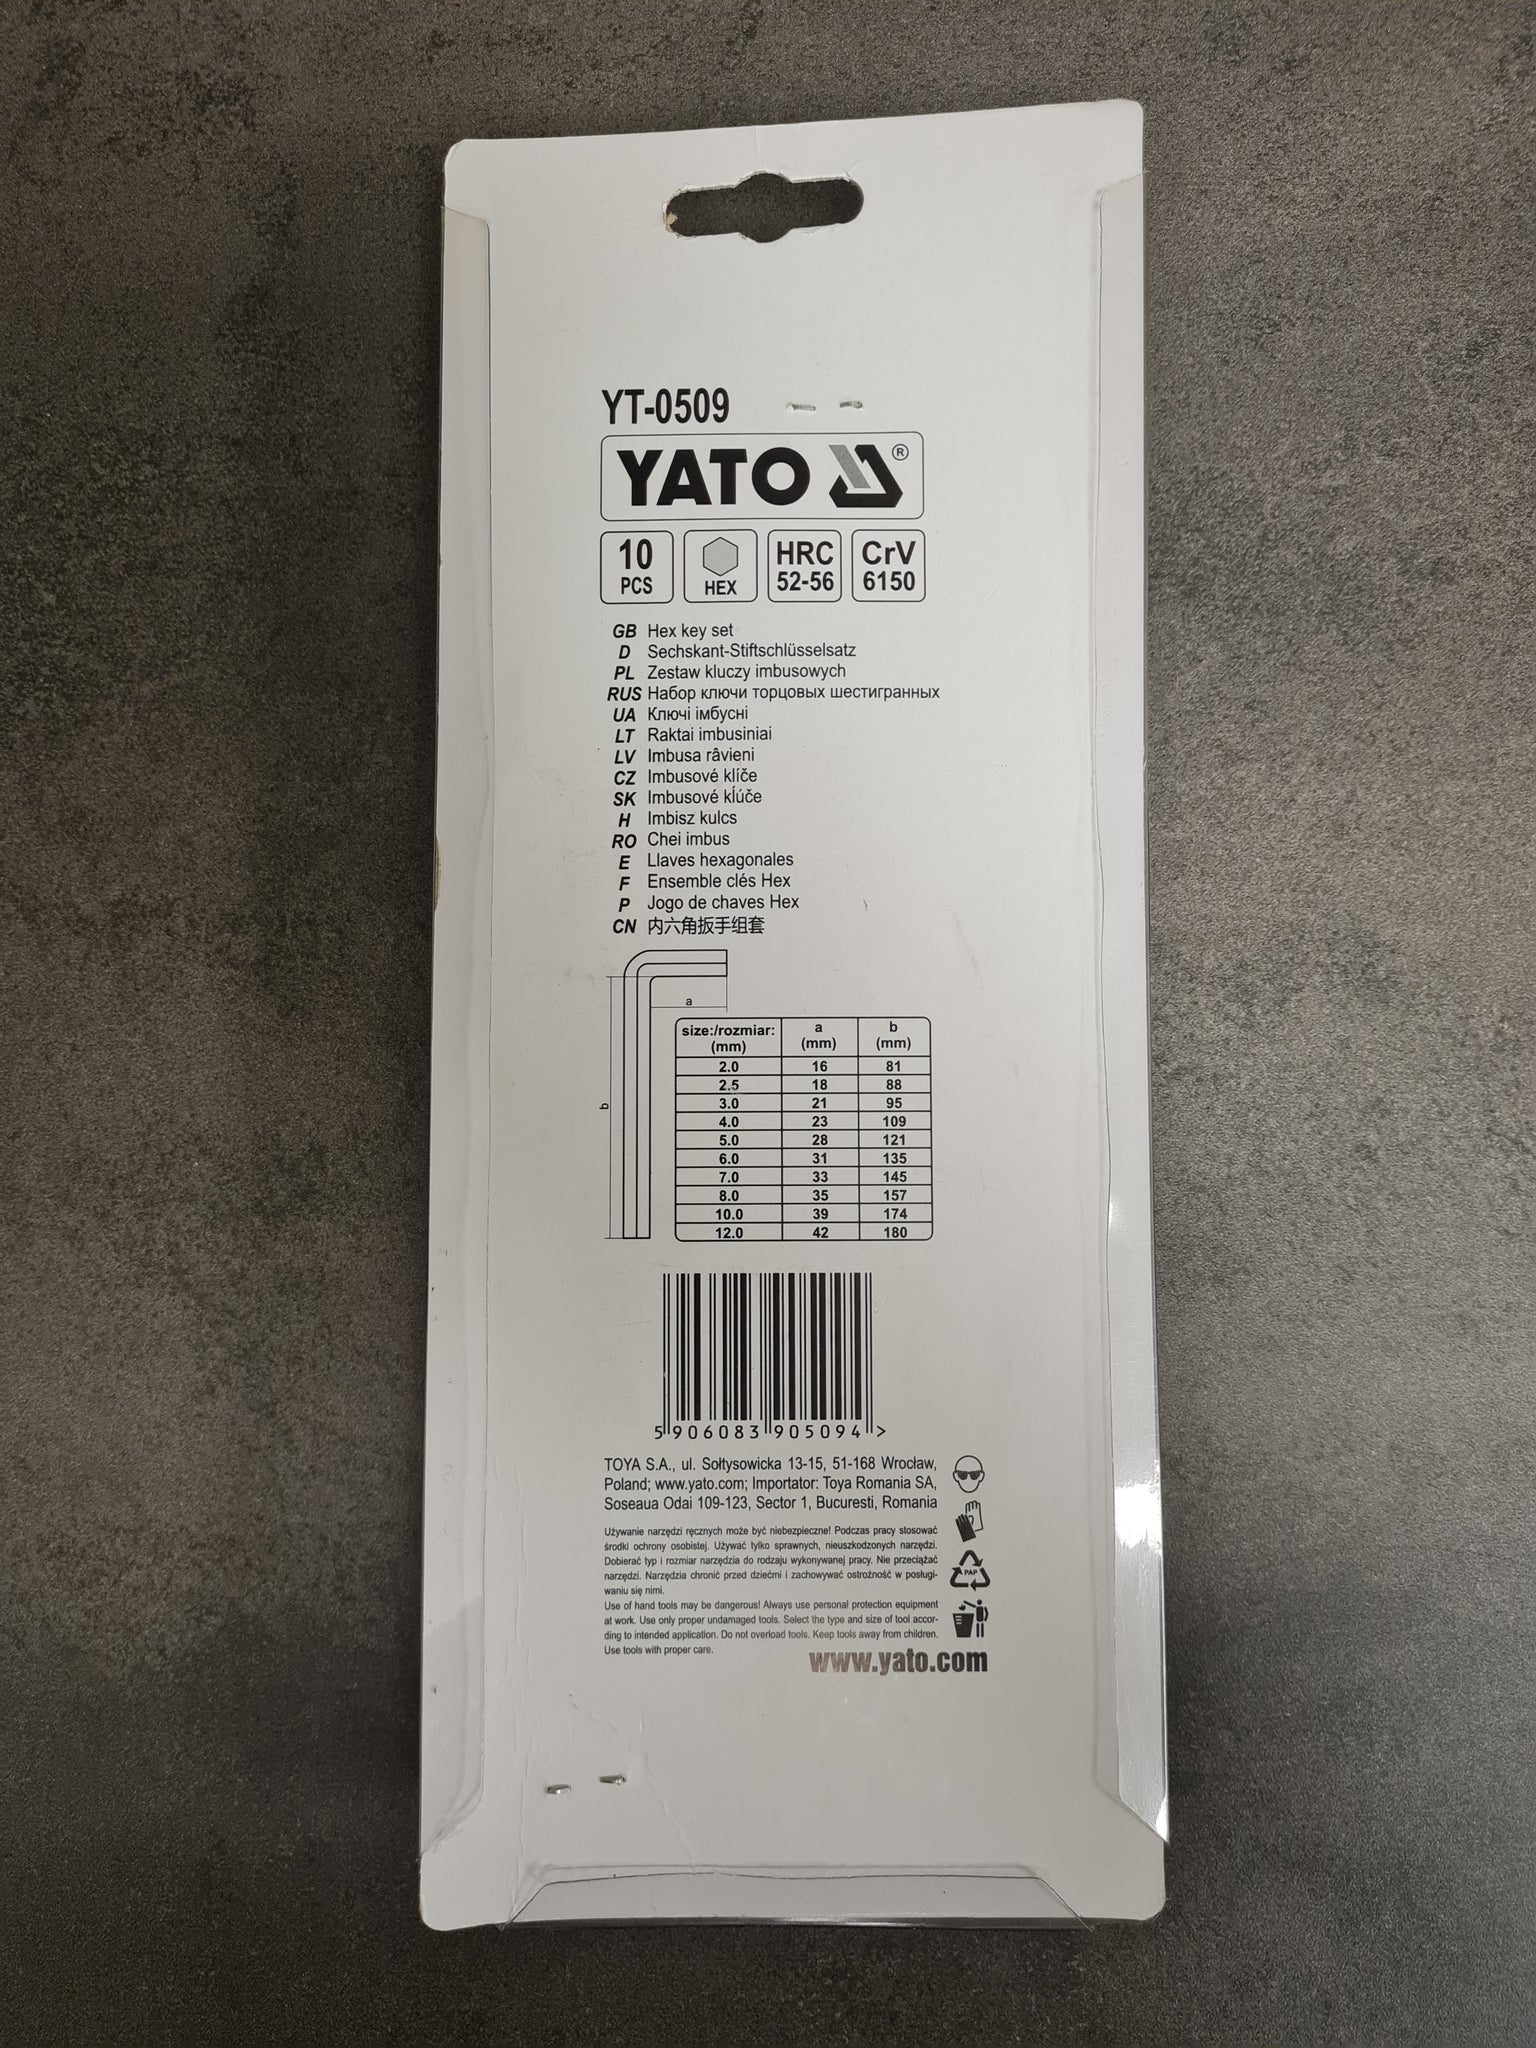 YT-0509
YATO ®
10 PCS
HEX
HRC 52-56
CrV 6150
GB Hex key set
D Sechskant-Stiftschlüsselsatz
PL Zestaw kluczy imbusowych
RUS Набор ключи торцовых шестигранных
UA Ключі імбусні
LT Raktai imbusiniai
LV Imbusa râvieni
CZ Imbusové klíče
SK Imbusové kĺúče
H Imbisz kulcs
RO Chei imbus
E Llaves hexagonales
F Ensemble clés Hex
P Jogo de chaves Hex
CN 内六角扳手组套
a
b
size:/rozmiar: (mm) a (mm) b (mm)
2.0 16 81
2.5 18 88
3.0 21 95
4.0 23 109
5.0 28 121
6.0 31 135
7.0 33 145
8.0 35 157
10.0 39 174
12.0 42 180
5 906083 905094 >
TOYA S.A., ul. Sołtysowicka 13-15, 51-168 Wrocław,
Poland; www.yato.com; Importator: Toya Romania SA,
Soseaua Odai 109-123, Sector 1, Bucuresti, Romania
Używanie narzędzi ręcznych może być niebezpieczne! Podczas pracy stosować
środki ochrony osobistej. Używać tylko sprawnych, nieuszkodzonych narzędzi.
Dobierać typ i rozmiar narzędzia do rodzaju wykonywanej pracy. Nie przeciążać
narzędzi. Narzędzia chronić przed dziećmi i zachowywać ostrożność w posługi-
waniu się nimi.
Use of hand tools may be dangerous! Always use personal protection equipment
at work. Use only proper undamaged tools. Select the type and size of tool accor-
ding to intended application. Do not overload tools. Keep tools away from children.
Use tools with proper care.
PAP
www.yato.com